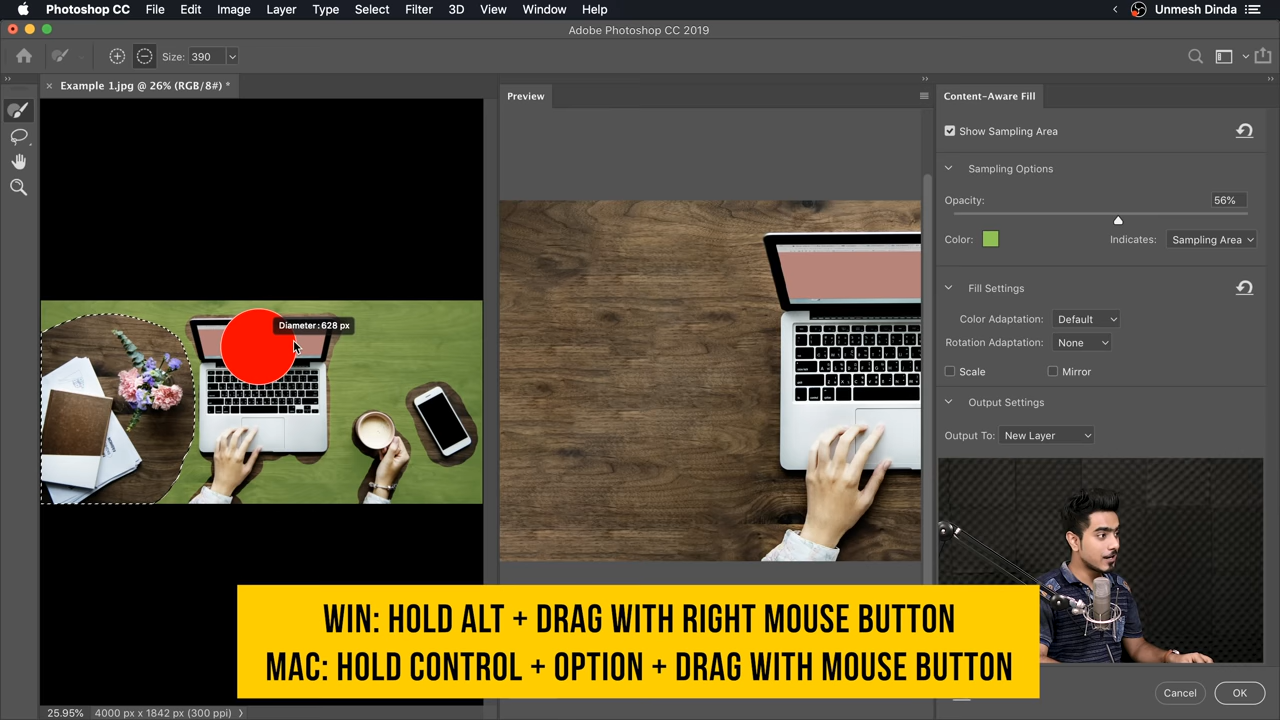 Photoshop CC File Edit Image Layer Type Select Filter 3D View Window Help Unmesh Dinda
Adobe Photoshop CC 2019
Size: 390
Example 1.jpg @ 26% (RGB/8#) *
Preview
Content-Aware Fill
Show Sampling Area
Sampling Options
Opacity: 56%
Color: Indicates: Sampling Area
Fill Settings
Color Adaptation: Default
Rotation Adaptation: None
Scale Mirror
Output Settings
Output To: New Layer
Diameter: 628 px
WIN: HOLD ALT + DRAG WITH RIGHT MOUSE BUTTON
MAC: HOLD CONTROL + OPTION + DRAG WITH MOUSE BUTTON
Cancel OK
25.95% 4000 px x 1842 px (300 ppi)